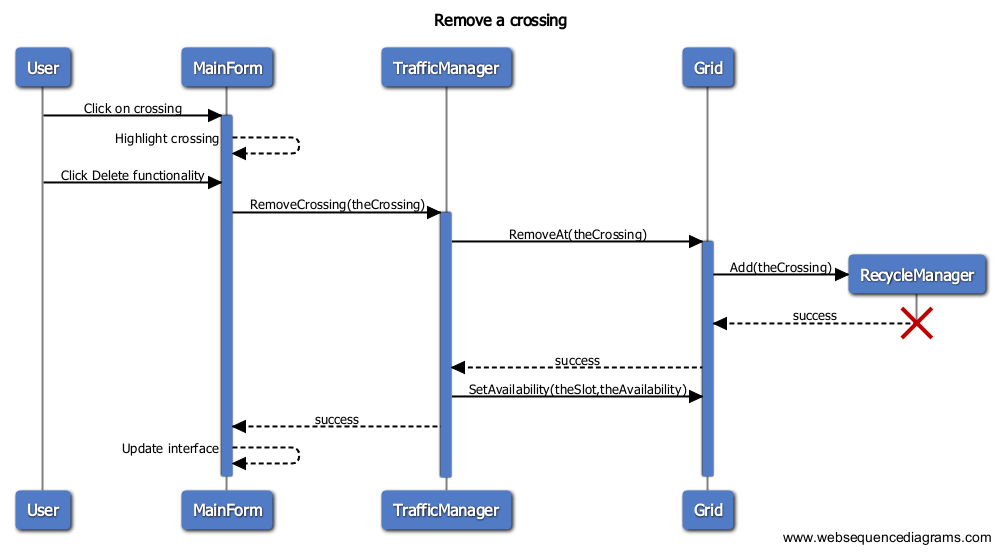 Remove a crossing
User
MainForm
TrafficManager
Grid
Click on crossing
Highlight crossing
Click Delete functionality
RemoveCrossing(theCrossing)
RemoveAt(theCrossing)
Add(theCrossing)
RecycleManager
success
success
SetAvailability(theSlot,theAvailability)
success
Update interface
User
MainForm
TrafficManager
Grid
www.websequencediagrams.com